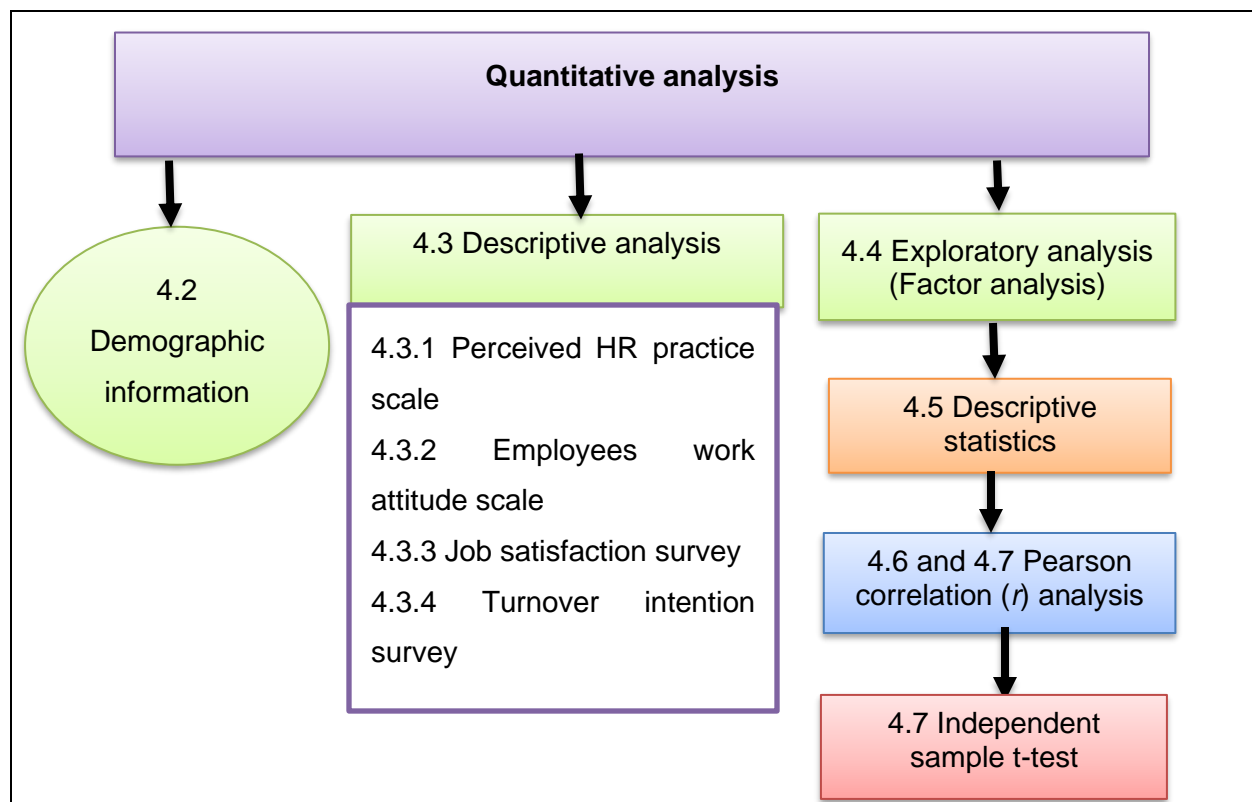 Quantitative analysis
4.2
Demographic
information
4.3 Descriptive analysis
4.3.1 Perceived HR practice
scale
4.3.2 Employees work
attitude scale
4.3.3 Job satisfaction survey
4.3.4 Turnover intention
survey
4.4 Exploratory analysis
(Factor analysis)
4.5 Descriptive
statistics
4.6 and 4.7 Pearson
correlation (r) analysis
4.7 Independent
sample t-test